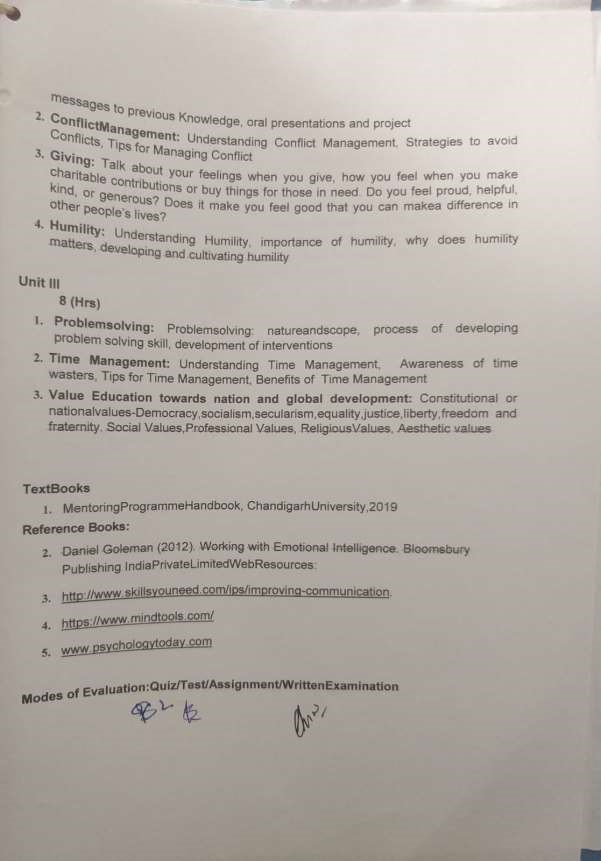 messages to previous Knowledge, oral presentations and project
2. ConflictManagement: Understanding Conflict Management, Strategies to avoid
Conflicts, Tips for Managing Conflict
3. Giving: Talk about your feelings when you give, how you feel when you make
charitable contributions or buy things for those in need. Do you feel proud, helpful,
kind, or generous? Does it make you feel good that you can makea difference in
other people's lives?
4. Humility: Understanding Humility, importance of humility, why does humility
matters, developing and cultivating humility
Unit III
8 (Hrs)
1. Problemsolving: Problemsolving: natureandscope, process of developing
problem solving skill, development of interventions
2. Time Management: Understanding Time Management, Awareness of time
wasters, Tips for Time Management, Benefits of Time Management
3. Value Education towards nation and global development: Constitutional or
nationalvalues-Democracy,socialism,secularism,equality,justice,liberty,freedom and
fraternity. Social Values,Professional Values, ReligiousValues, Aesthetic values
TextBooks
1. MentoringProgrammeHandbook, ChandigarhUniversity,2019
Reference Books:
2. Daniel Goleman (2012). Working with Emotional Intelligence. Bloomsbury
Publishing IndiaPrivateLimitedWebResources:
3. http://www.skillsyouneed.com/ips/improving-communication.
4. https://www.mindtools.com/
5. www.psychologytoday.com
Modes of Evaluation:Quiz/Test/Assignment/WrittenExamination